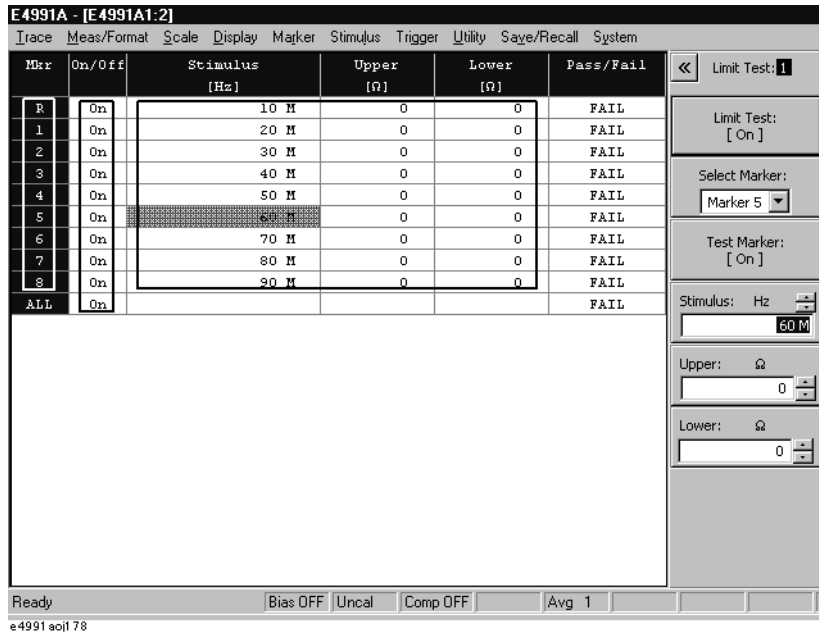 E4991A - [E4991A1:2]
Trace Meas/Format Scale Display Marker Stimulus Trigger Utility Save/Recall System
Mkr On/Off Stimulus Upper Lower Pass/Fail
[Hz] [Ω] [Ω]
R On 10 M 0 0 FAIL
1 On 20 M 0 0 FAIL
2 On 30 M 0 0 FAIL
3 On 40 M 0 0 FAIL
4 On 50 M 0 0 FAIL
5 On 60 M 0 0 FAIL
6 On 70 M 0 0 FAIL
7 On 80 M 0 0 FAIL
8 On 90 M 0 0 FAIL
ALL On FAIL
« Limit Test: 1
Limit Test:
[ On ]
Select Marker:
Marker 5
Test Marker:
[ On ]
Stimulus: Hz
60 M
Upper: Ω
0
Lower: Ω
0
Ready Bias OFF Uncal Comp OFF Avg 1
e4991aoj178